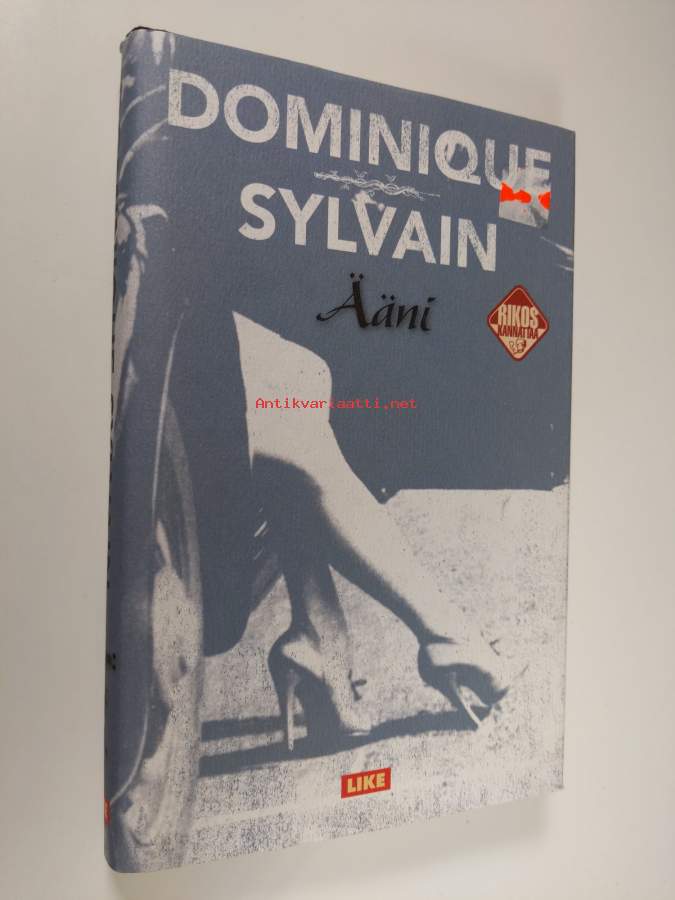 DOMINIQUE
SYLVAIN
Ääni
RIKOS
KANNATTAA
Antikvariaatti.net
LIKE